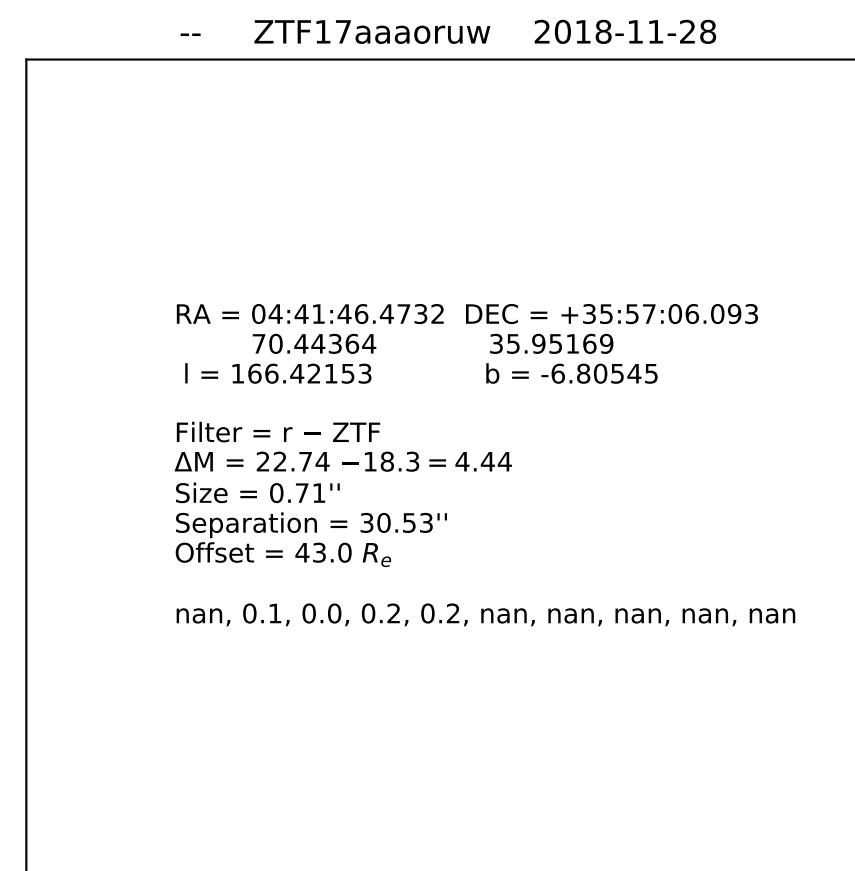 -- ZTF17aaaoruw 2018-11-28
RA = 04:41:46.4732 DEC = +35:57:06.093
70.44364 35.95169
l = 166.42153 b = -6.80545
Filter = r − ZTF
ΔM = 22.74 −18.3 = 4.44
Size = 0.71''
Separation = 30.53''
Offset = 43.0 Re
nan, 0.1, 0.0, 0.2, 0.2, nan, nan, nan, nan, nan